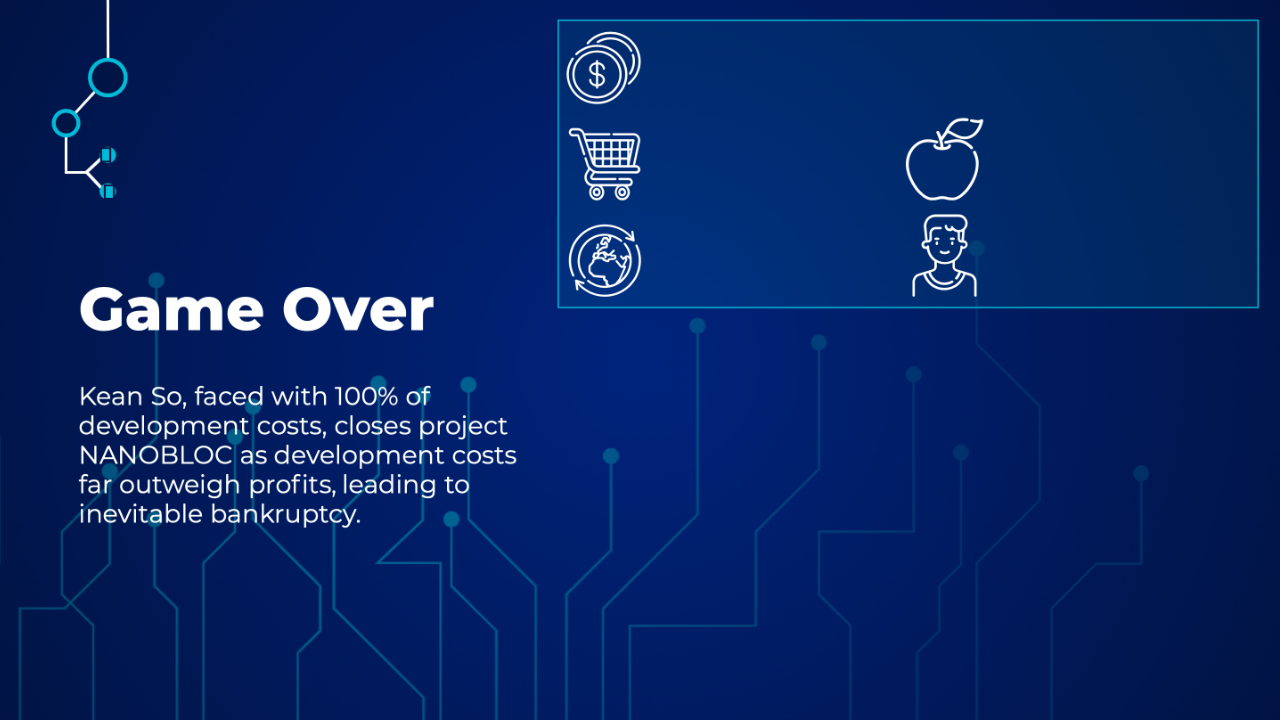 $
Game Over
Kean So, faced with 100% of
development costs, closes project
NANOBLOC as development costs
far outweigh profits, leading to
inevitable bankruptcy.